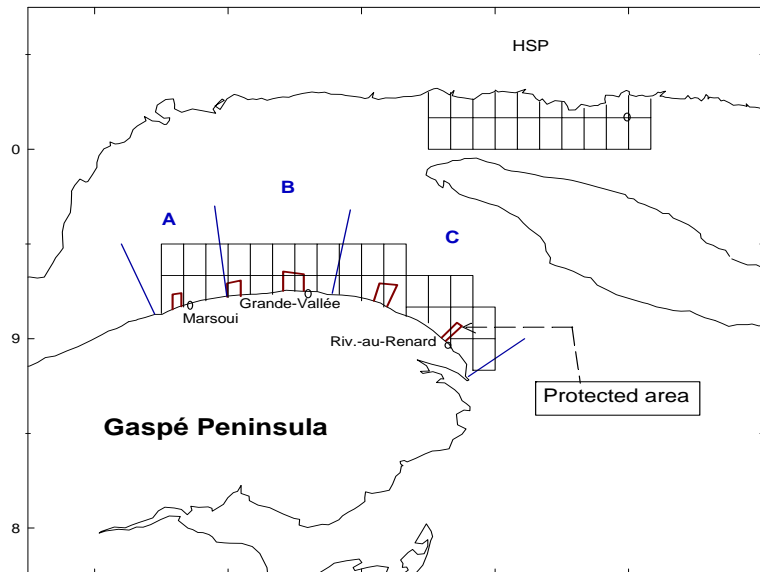 HSP
0
B
A
C
Grande-Vallée
Marsoui
9
Riv.-au-Renard
Protected area
Gaspé Peninsula
8